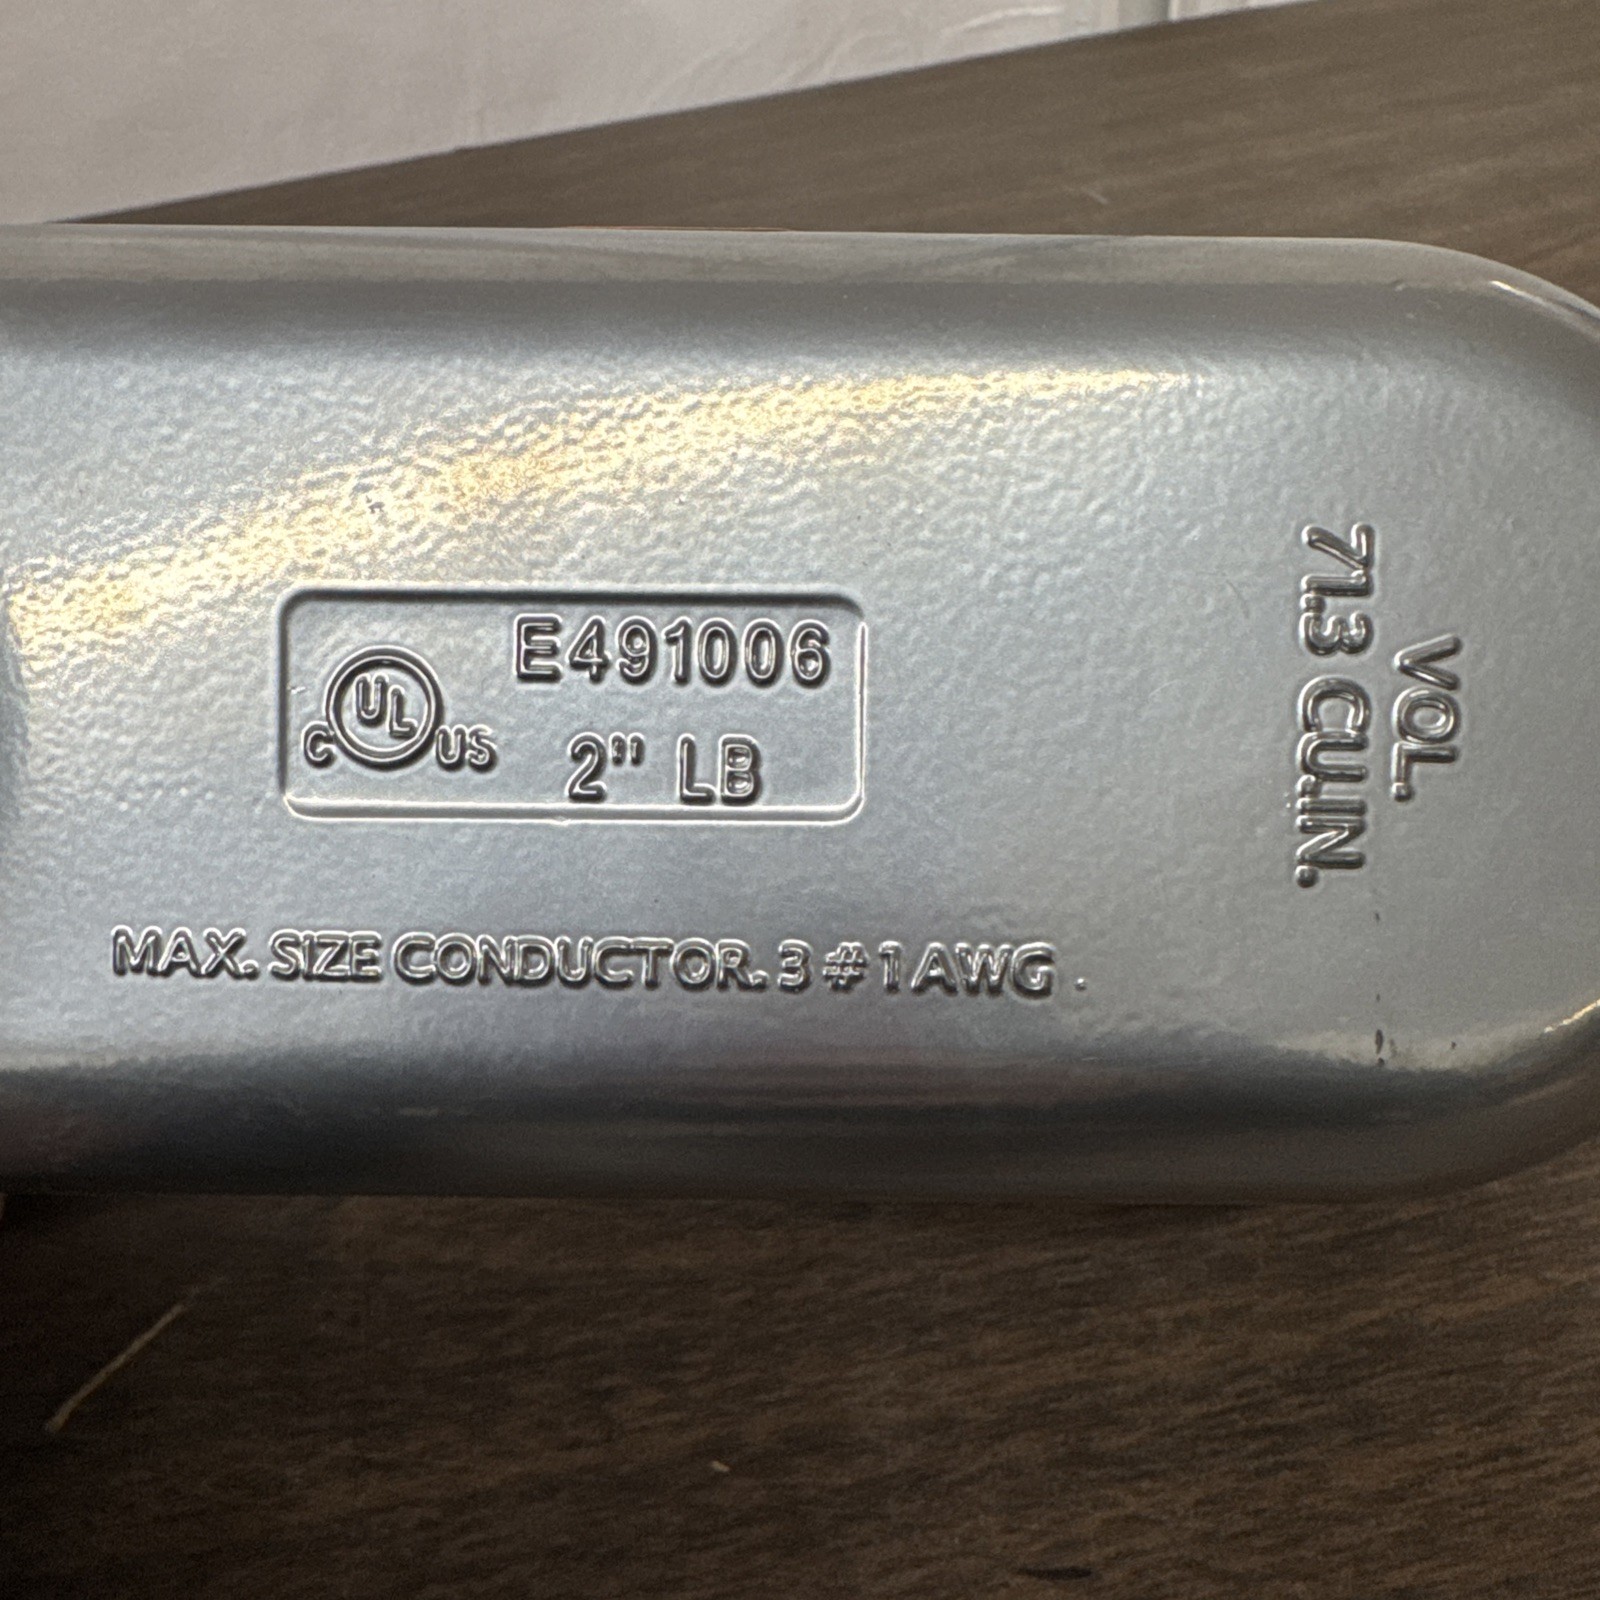 E491006
C UL US
2" LB
MAX. SIZE CONDUCTOR. 3 # 1 AWG .
VOL.
71.3 CU.IN.